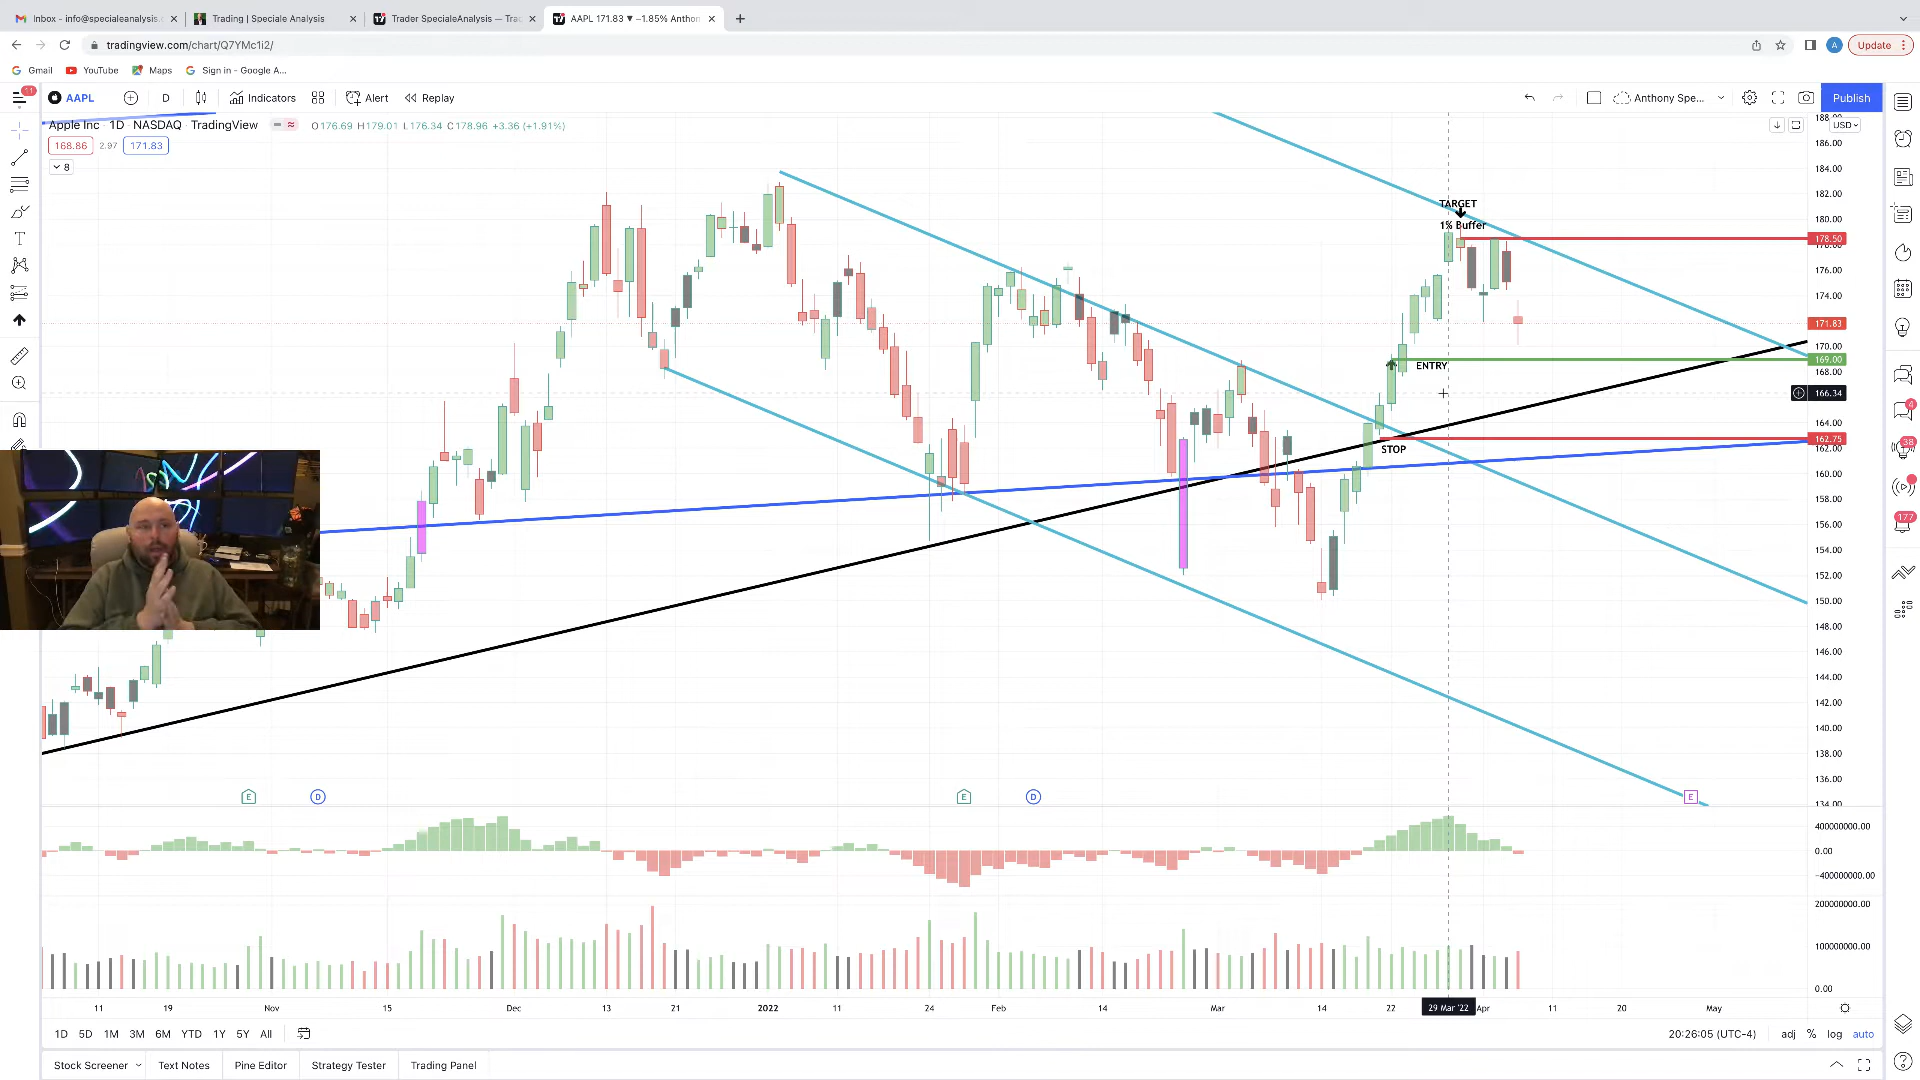 Inbox - info@specialeanalysis.c
Trading | Speciale Analysis
Trader SpecialeAnalysis — Trad
AAPL 171.83 ▼ −1.85% Anthon
tradingview.com/chart/Q7YMc1i2/
Update
Gmail
YouTube
Maps
Sign in - Google A...
11
AAPL
D
Indicators
Alert
Replay
Anthony Spe...
Publish
Apple Inc · 1D · NASDAQ · TradingView
O176.69 H179.01 L176.34 C178.96 +3.36 (+1.91%)
USD
168.86
2.97
171.83
8
188.00
186.00
184.00
182.00
180.00
178.50
176.00
174.00
171.83
170.00
169.00
168.00
166.34
164.00
162.75
162.00
160.00
158.00
156.00
154.00
152.00
150.00
148.00
146.00
144.00
142.00
140.00
138.00
136.00
134.00
TARGET
1% Buffer
ENTRY
STOP
4
38
177
E
D
E
D
E
400000000.00
0.00
−400000000.00
200000000.00
100000000.00
0.00
11
19
Nov
15
Dec
13
21
2022
11
24
Feb
14
Mar
14
22
29 Mar '22
Apr
11
20
May
1D
5D
1M
3M
6M
YTD
1Y
5Y
All
20:26:05 (UTC-4)
adj
%
log
auto
Stock Screener
Text Notes
Pine Editor
Strategy Tester
Trading Panel